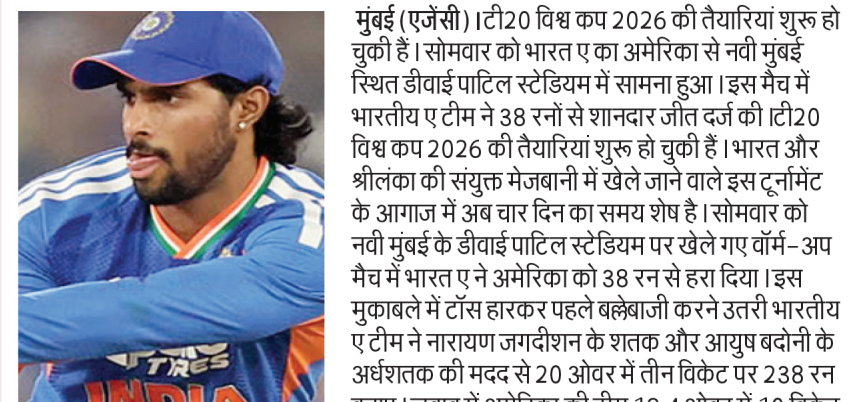 मुंबई (एजेंसी)।टी20 विश्व कप 2026 की तैयारियां शुरू हो
चुकी हैं। सोमवार को भारत ए का अमेरिका से नवी मुंबई
स्थित डीवाई पाटिल स्टेडियम में सामना हुआ। इस मैच में
भारतीय ए टीम ने 38 रनों से शानदार जीत दर्ज की।टी20
विश्व कप 2026 की तैयारियां शुरू हो चुकी हैं। भारत और
श्रीलंका की संयुक्त मेजबानी में खेले जाने वाले इस टूर्नामेंट
के आगाज में अब चार दिन का समय शेष है। सोमवार को
नवी मुंबई के डीवाई पाटिल स्टेडियम पर खेले गए वॉर्म-अप
मैच में भारत ए ने अमेरिका को 38 रन से हरा दिया। इस
मुकाबले में टॉस हारकर पहले बल्लेबाजी करने उतरी भारतीय
ए टीम ने नारायण जगदीशन के शतक और आयुष बदोनी के
अर्धशतक की मदद से 20 ओवर में तीन विकेट पर 238 रन
TYRES
INDIA